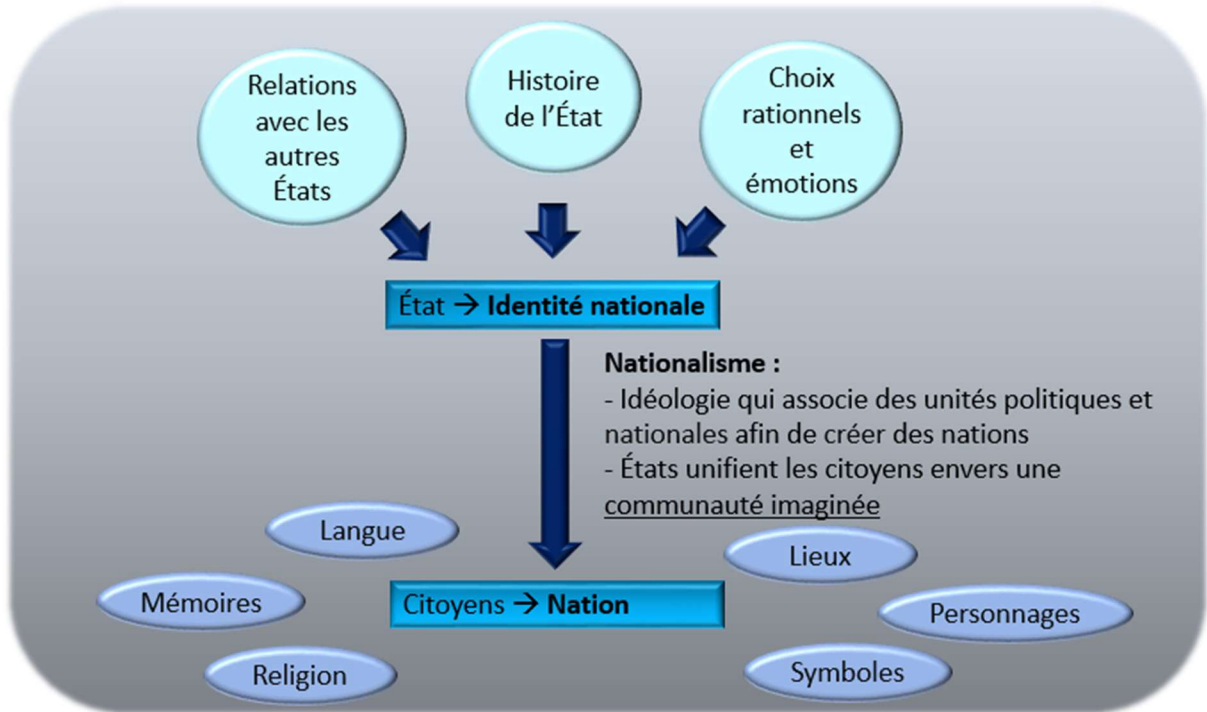 Relations
avec les
autres
États
Histoire
de l’État
Choix
rationnels
et
émotions
État → Identité nationale
Nationalisme :
- Idéologie qui associe des unités politiques et
nationales afin de créer des nations
- États unifient les citoyens envers une
communauté imaginée
Langue
Mémoires
Religion
Citoyens → Nation
Lieux
Personnages
Symboles